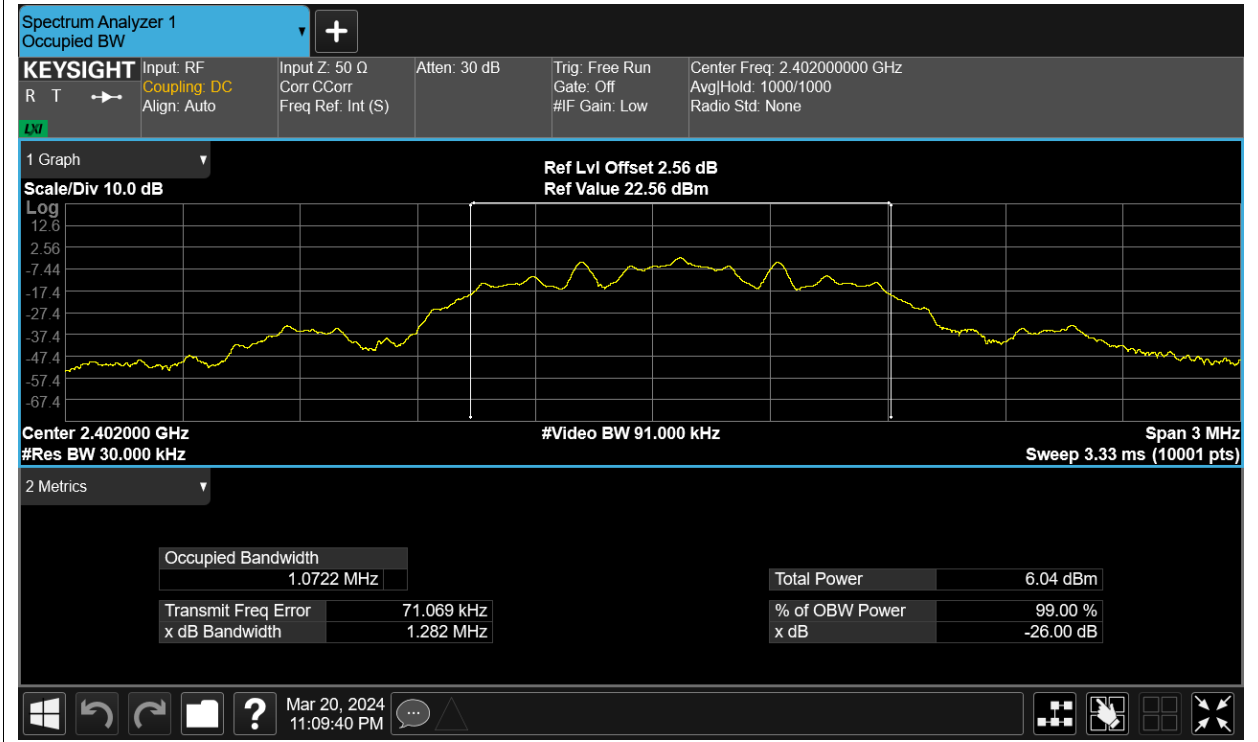 Spectrum Analyzer 1
Occupied BW
KEYSIGHT
R T
LXI
Input: RF
Coupling: DC
Align: Auto
Input Z: 50 Ω
Corr CCorr
Freq Ref: Int (S)
Atten: 30 dB
Trig: Free Run
Gate: Off
#IF Gain: Low
Center Freq: 2.402000000 GHz
Avg|Hold: 1000/1000
Radio Std: None
1 Graph
Scale/Div 10.0 dB
Ref Lvl Offset 2.56 dB
Ref Value 22.56 dBm
Log
12.6
2.56
-7.44
-17.4
-27.4
-37.4
-47.4
-57.4
-67.4
Center 2.402000 GHz
#Video BW 91.000 kHz
Span 3 MHz
#Res BW 30.000 kHz
Sweep 3.33 ms (10001 pts)
2 Metrics
Occupied Bandwidth
1.0722 MHz
Total Power 6.04 dBm
Transmit Freq Error 71.069 kHz
% of OBW Power 99.00 %
x dB Bandwidth 1.282 MHz
x dB -26.00 dB
?
Mar 20, 2024
11:09:40 PM